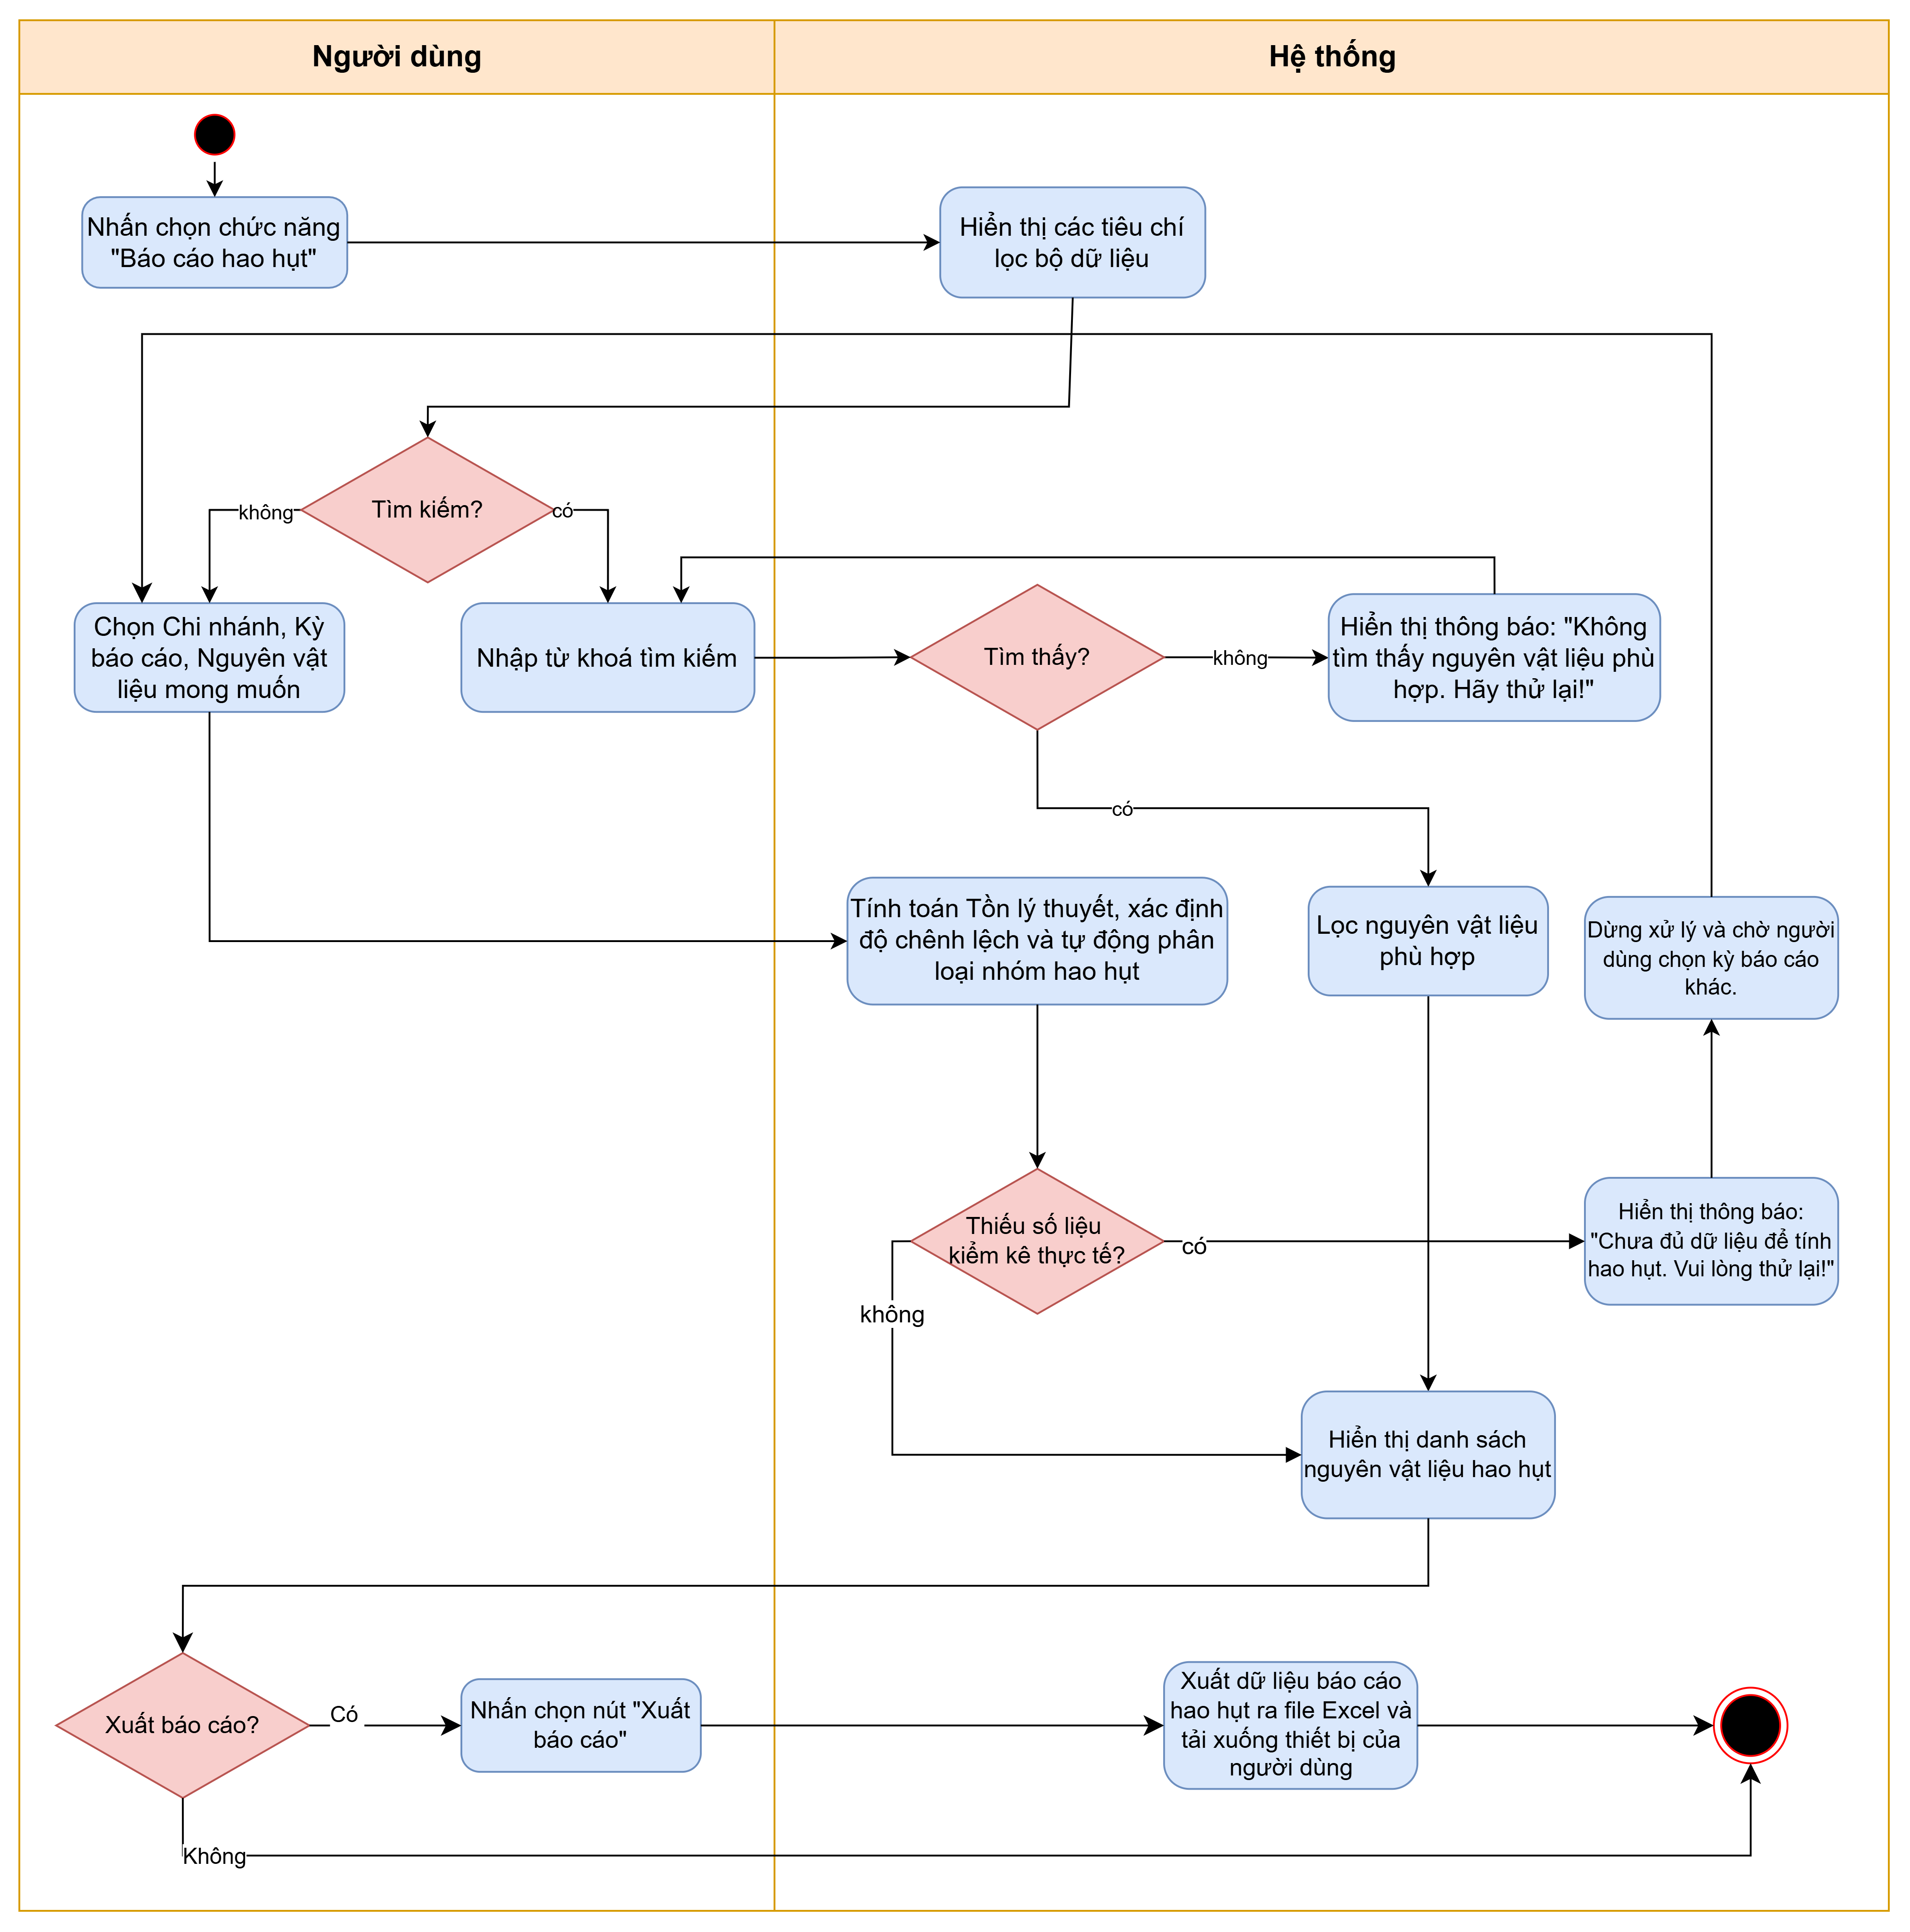 Người dùng
Hệ thống
Nhấn chọn chức năng
"Báo cáo hao hụt"
Hiển thị các tiêu chí
lọc bộ dữ liệu
Tìm kiếm?
không
có
Chọn Chi nhánh, Kỳ
báo cáo, Nguyên vật
liệu mong muốn
Nhập từ khoá tìm kiếm
Tìm thấy?
không
Hiển thị thông báo: "Không
tìm thấy nguyên vật liệu phù
hợp. Hãy thử lại!"
có
Tính toán Tồn lý thuyết, xác định
độ chênh lệch và tự động phân
loại nhóm hao hụt
Lọc nguyên vật liệu
phù hợp
Dừng xử lý và chờ người
dùng chọn kỳ báo cáo
khác.
Thiếu số liệu
kiểm kê thực tế?
có
Hiển thị thông báo:
"Chưa đủ dữ liệu để tính
hao hụt. Vui lòng thử lại!"
không
Hiển thị danh sách
nguyên vật liệu hao hụt
Xuất báo cáo?
Có
Nhấn chọn nút "Xuất
báo cáo"
Xuất dữ liệu báo cáo
hao hụt ra file Excel và
tải xuống thiết bị của
người dùng
Không